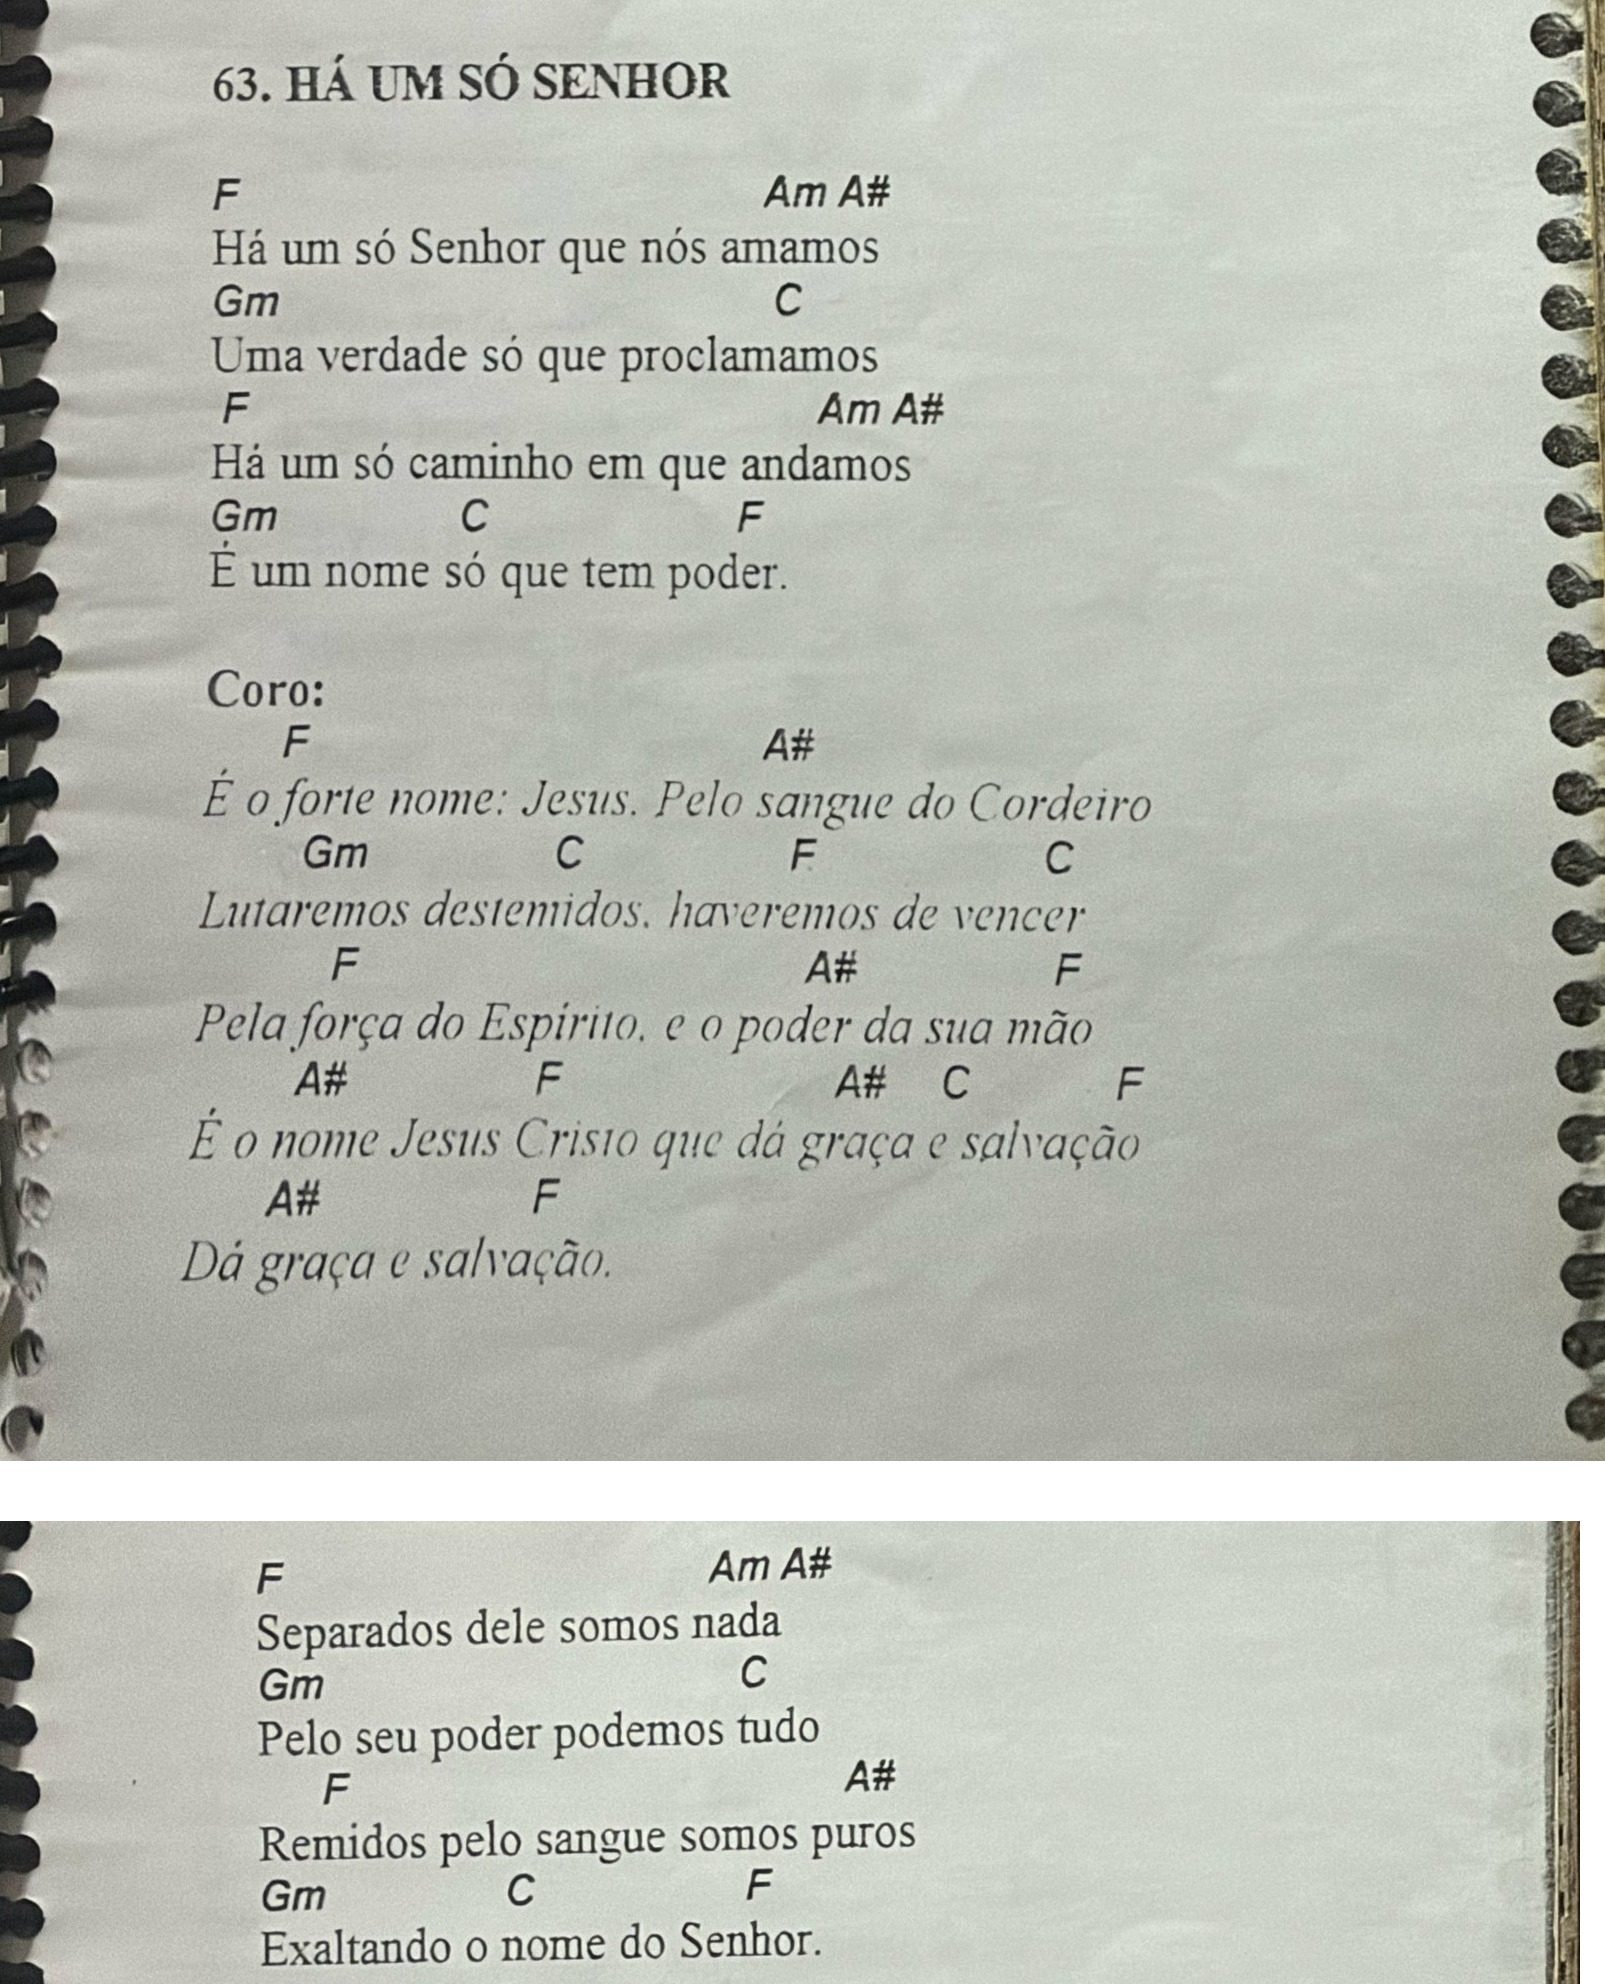 63. HÁ UM SÓ SENHOR
F Am A#
Há um só Senhor que nós amamos
Gm C
Uma verdade só que proclamamos
F Am A#
Há um só caminho em que andamos
Gm C F
É um nome só que tem poder.
Coro:
F A#
É o forte nome: Jesus. Pelo sangue do Cordeiro
Gm C F C
Lutaremos destemidos, haveremos de vencer
F A# F
Pela força do Espírito, e o poder da sua mão
A# F A# C F
É o nome Jesus Cristo que dá graça e salvação
A# F
Dá graça e salvação.
F Am A#
Separados dele somos nada
Gm C
Pelo seu poder podemos tudo
F A#
Remidos pelo sangue somos puros
Gm C F
Exaltando o nome do Senhor.